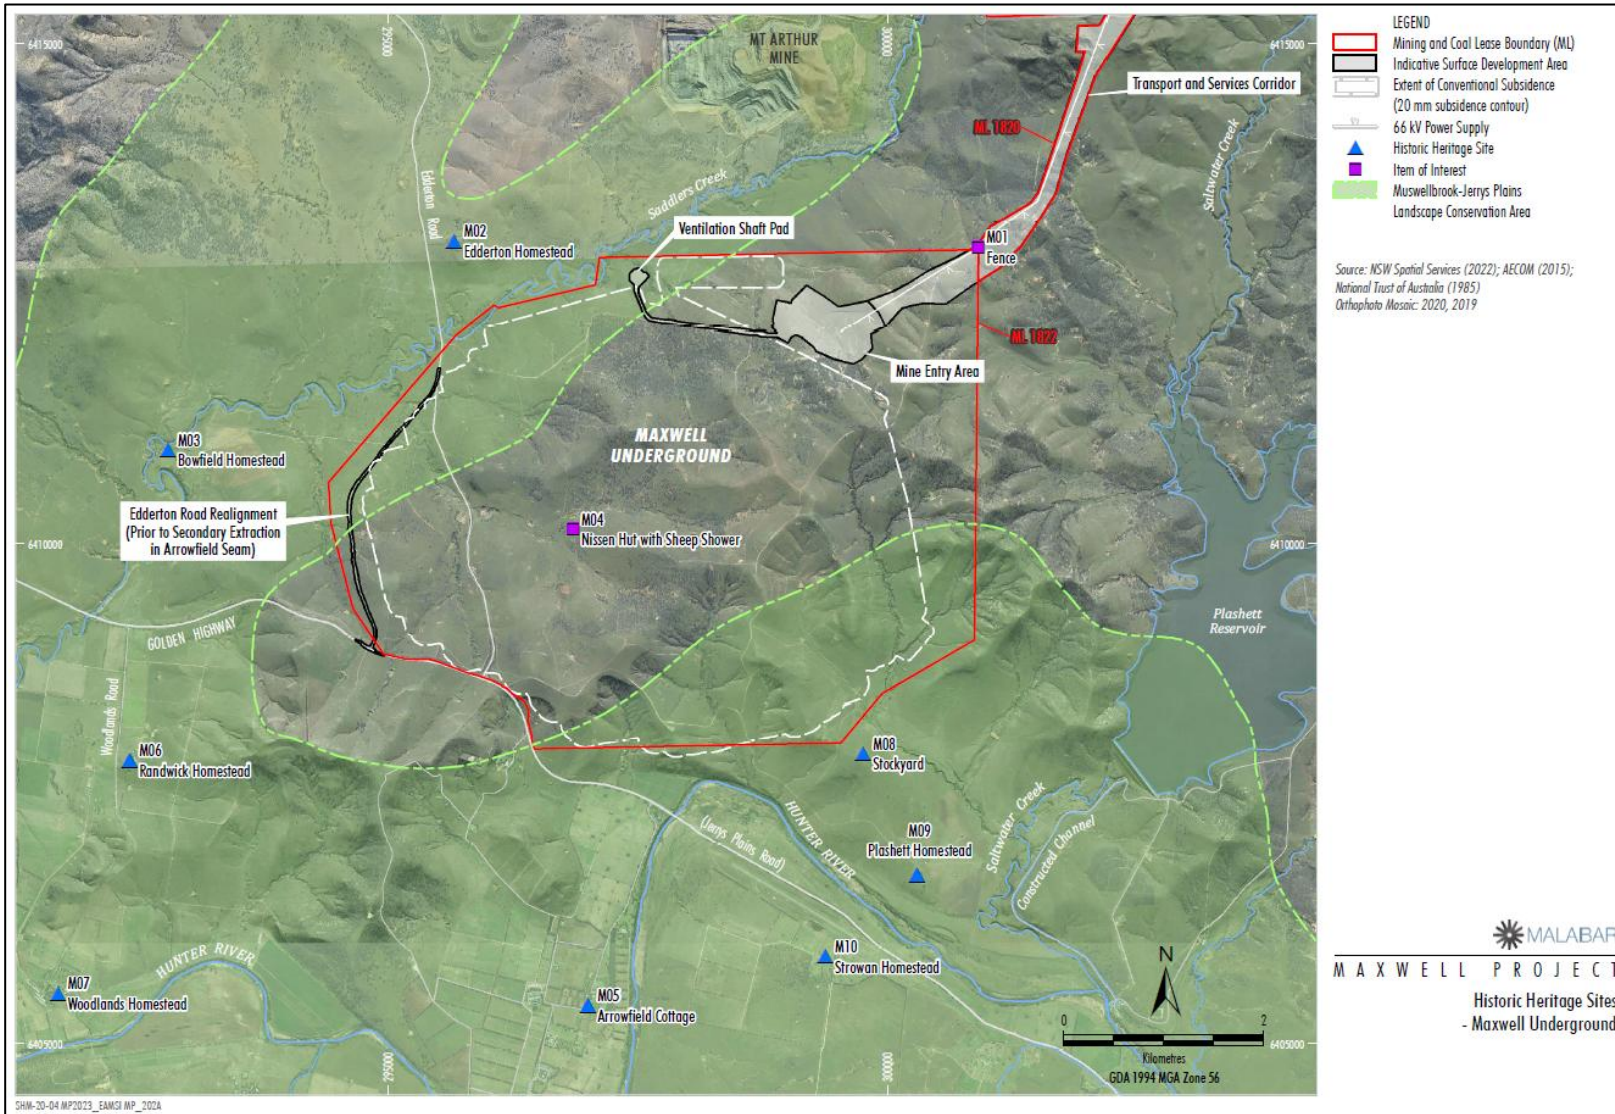 6415000
295000
300000
6415000
MT ARTHUR
MINE
Transport and Services Corridor
ML 1820
Saltwater Creek
Saddlers Creek
Edderton Road
Ventilation Shaft Pad
M02
Edderton Homestead
M01
Fence
ML 1822
Mine Entry Area
MAXWELL
UNDERGROUND
M03
Bowfield Homestead
Edderton Road Realignment
(Prior to Secondary Extraction
in Arrowfield Seam)
M04
Nissen Hut with Sheep Shower
6410000
6410000
Plashett
Reservoir
GOLDEN HIGHWAY
Woodlands Road
M06
Randwick Homestead
M08
Stockyard
HUNTER RIVER
(Jerrys Plains Road)
M09
Plashett Homestead
Saltwater Creek
Constructed Channel
M10
Strowan Homestead
HUNTER RIVER
M07
Woodlands Homestead
M05
Arrowfield Cottage
N
0
2
Kilometres
GDA 1994 MGA Zone 56
6405000
6405000
295000
300000
SHM-20-04 MP2023_EAMSI MP_202A
LEGEND
Mining and Coal Lease Boundary (ML)
Indicative Surface Development Area
Extent of Conventional Subsidence
(20 mm subsidence contour)
66 kV Power Supply
Historic Heritage Site
Item of Interest
Muswellbrook-Jerrys Plains
Landscape Conservation Area
Source: NSW Spatial Services (2022); AECOM (2015);
National Trust of Australia (1985)
Orthophoto Mosaic: 2020, 2019
MALABAR
MAXWELL PROJECT
Historic Heritage Sites
- Maxwell Underground